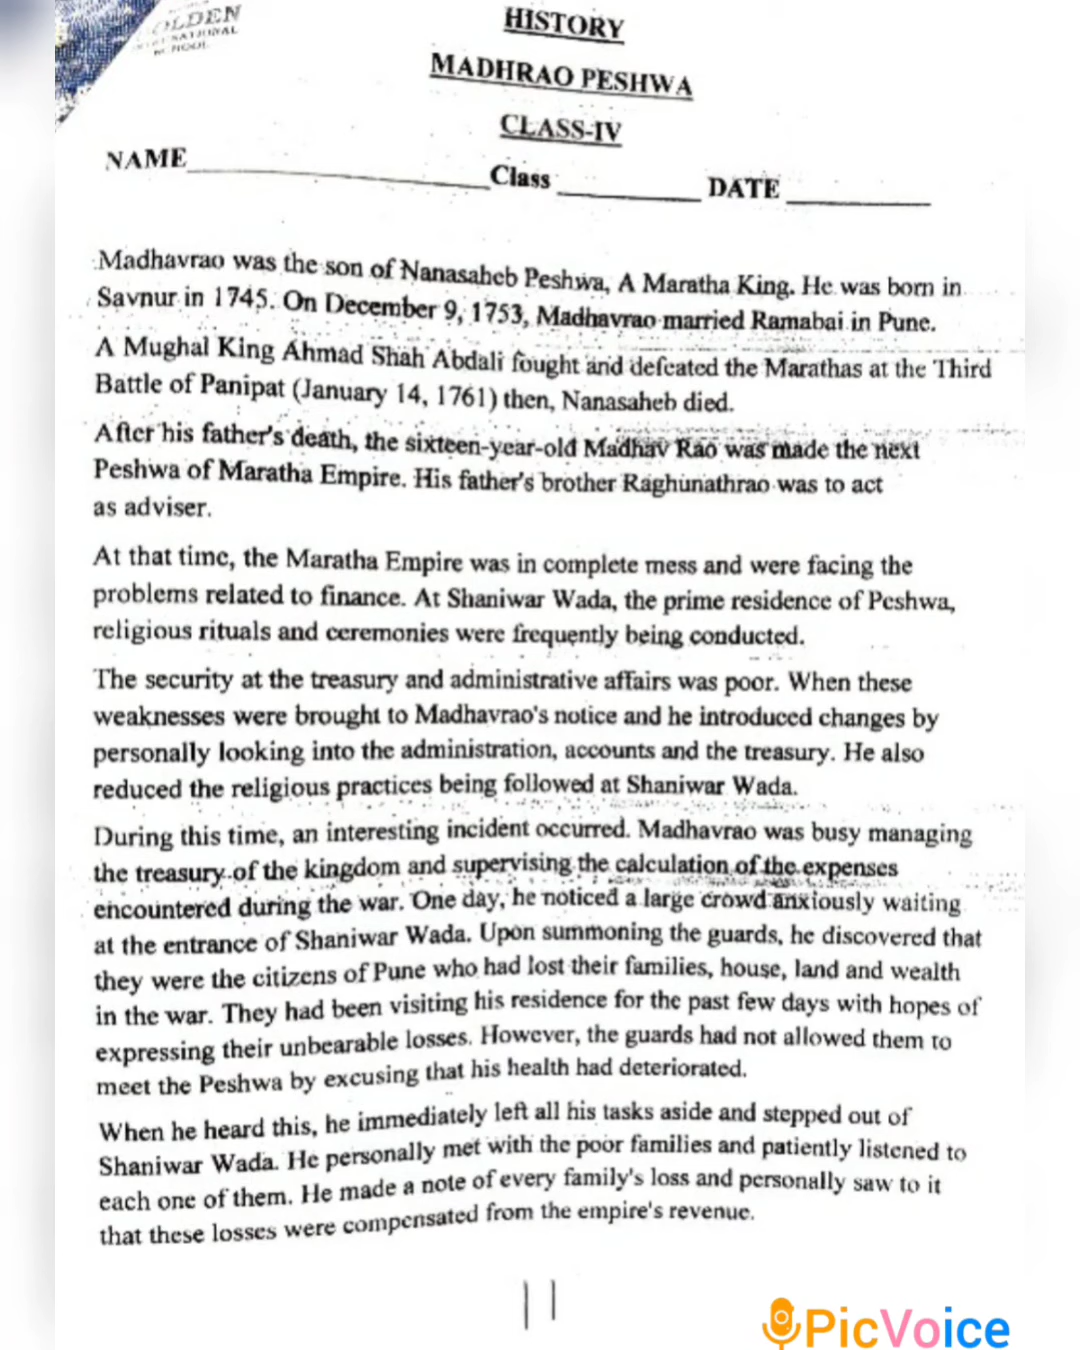 OLDEN
HISTORY
MADHRAO PESHWA
CLASS-IV
NAME Class DATE
Madhavrao was the son of Nanasaheb Peshwa, A Maratha King. He was born in
Savnur in 1745. On December 9, 1753, Madhavrao married Ramabai in Pune.
A Mughal King Ahmad Shah Abdali fought and defeated the Marathas at the Third
Battle of Panipat (January 14, 1761) then, Nanasaheb died.
After his father's death, the sixteen-year-old Madhav Rao was made the next
Peshwa of Maratha Empire. His father's brother Raghunathrao was to act
as adviser.
At that time, the Maratha Empire was in complete mess and were facing the
problems related to finance. At Shaniwar Wada, the prime residence of Peshwa,
religious rituals and ceremonies were frequently being conducted.
The security at the treasury and administrative affairs was poor. When these
weaknesses were brought to Madhavrao's notice and he introduced changes by
personally looking into the administration, accounts and the treasury. He also
reduced the religious practices being followed at Shaniwar Wada.
During this time, an interesting incident occurred. Madhavrao was busy managing
the treasury of the kingdom and supervising the calculation of the expenses
encountered during the war. One day, he noticed a large crowd anxiously waiting
at the entrance of Shaniwar Wada. Upon summoning the guards, he discovered that
they were the citizens of Pune who had lost their families, house, land and wealth
in the war. They had been visiting his residence for the past few days with hopes of
expressing their unbearable losses. However, the guards had not allowed them to
meet the Peshwa by excusing that his health had deteriorated.
When he heard this, he immediately left all his tasks aside and stepped out of
Shaniwar Wada. He personally met with the poor families and patiently listened to
each one of them. He made a note of every family's loss and personally saw to it
that these losses were compensated from the empire's revenue.
11
PicVoice